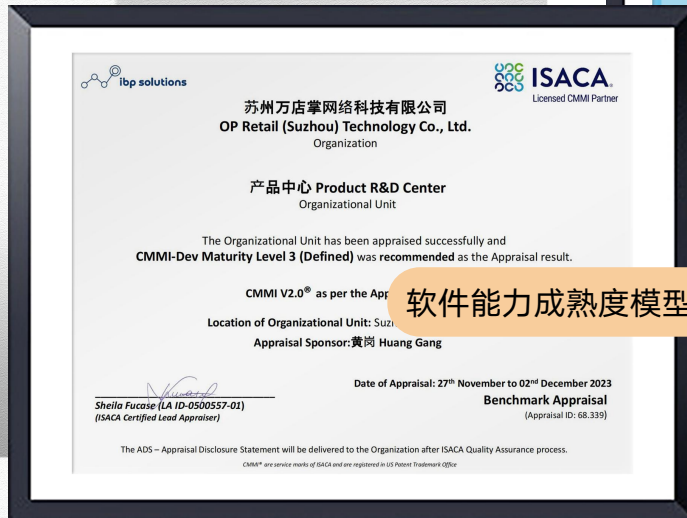 ibp solutions
ISACA
Licensed CMMI Partner
苏州万店掌网络科技有限公司
OP Retail (Suzhou) Technology Co., Ltd.
Organization
产品中心 Product R&D Center
Organizational Unit
The Organizational Unit has been appraised successfully and
CMMI-Dev Maturity Level 3 (Defined) was recommended as the Appraisal result.
CMMI V2.0® as per the App
软件能力成熟度模型
Location of Organizational Unit:
Appraisal Sponsor:黄岗 Huang Gang
Date of Appraisal: 27th November to 02nd December 2023
Sheila Fucase (LA ID-0500557-01)
Benchmark Appraisal
(ISACA Certified Lead Appraiser)
(Appraisal ID: 68.339)
The ADS – Appraisal Disclosure Statement will be delivered to the Organization after ISACA Quality Assurance process.
CMMI® are service marks of ISACA and are registered in US Patent Trademark Office